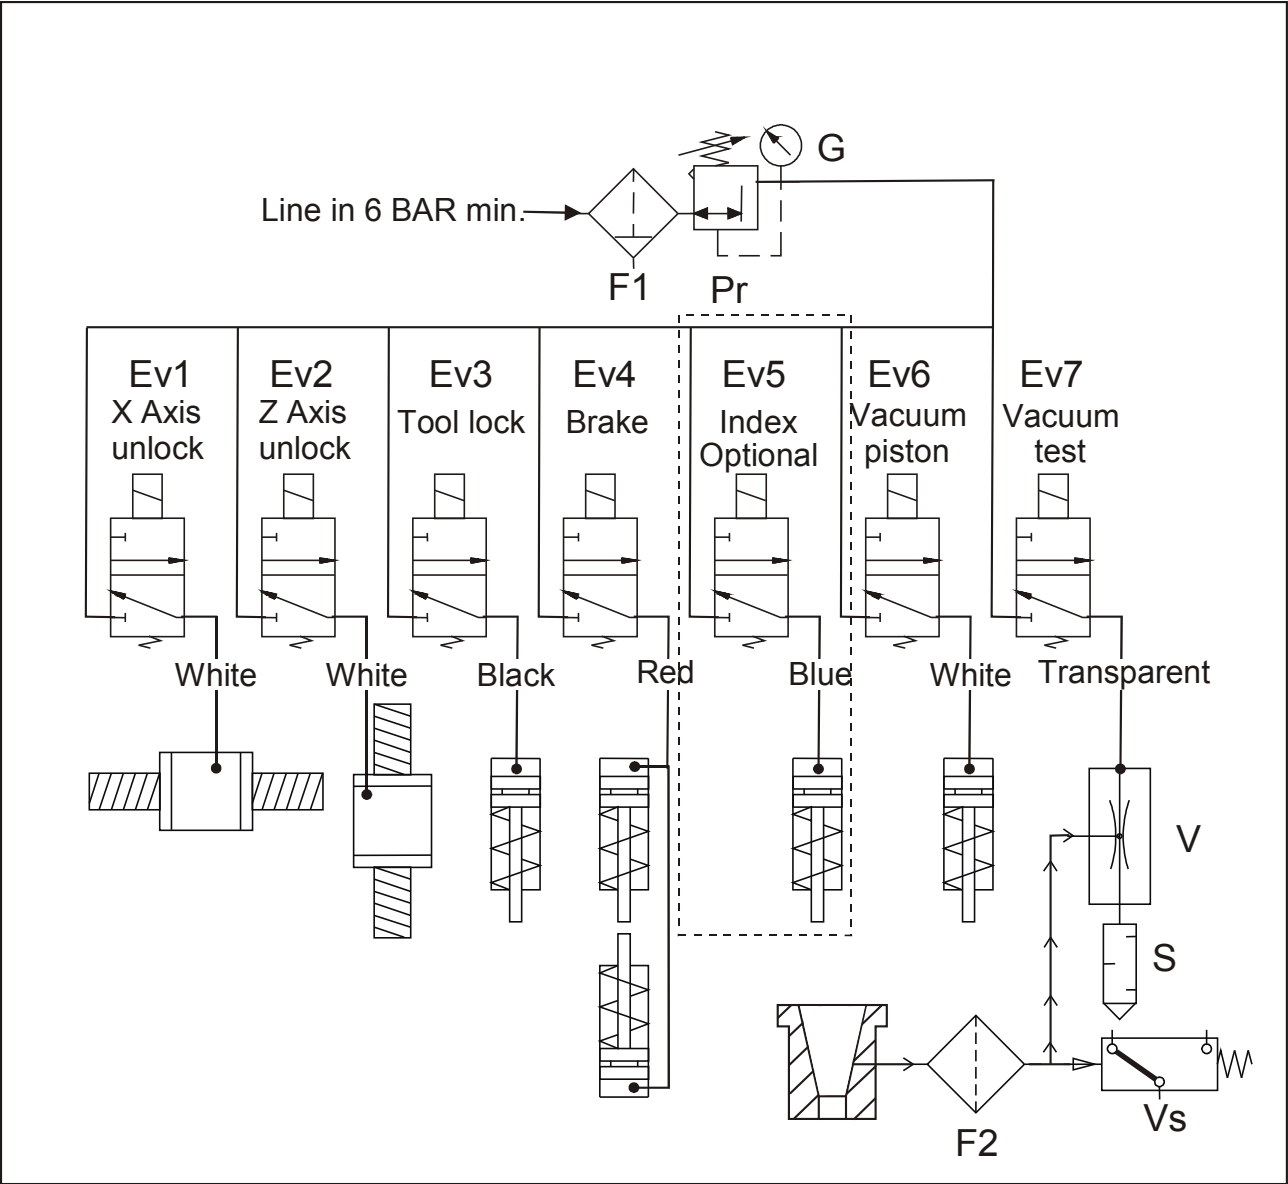 G
Line in 6 BAR min.
F1
Pr
Ev1
X Axis
unlock
Ev2
Z Axis
unlock
Ev3
Tool lock
Ev4
Brake
Ev5
Index
Optional
Ev6
Vacuum
piston
Ev7
Vacuum
test
White
White
Black
Red
Blue
White
Transparent
V
S
Vs
F2